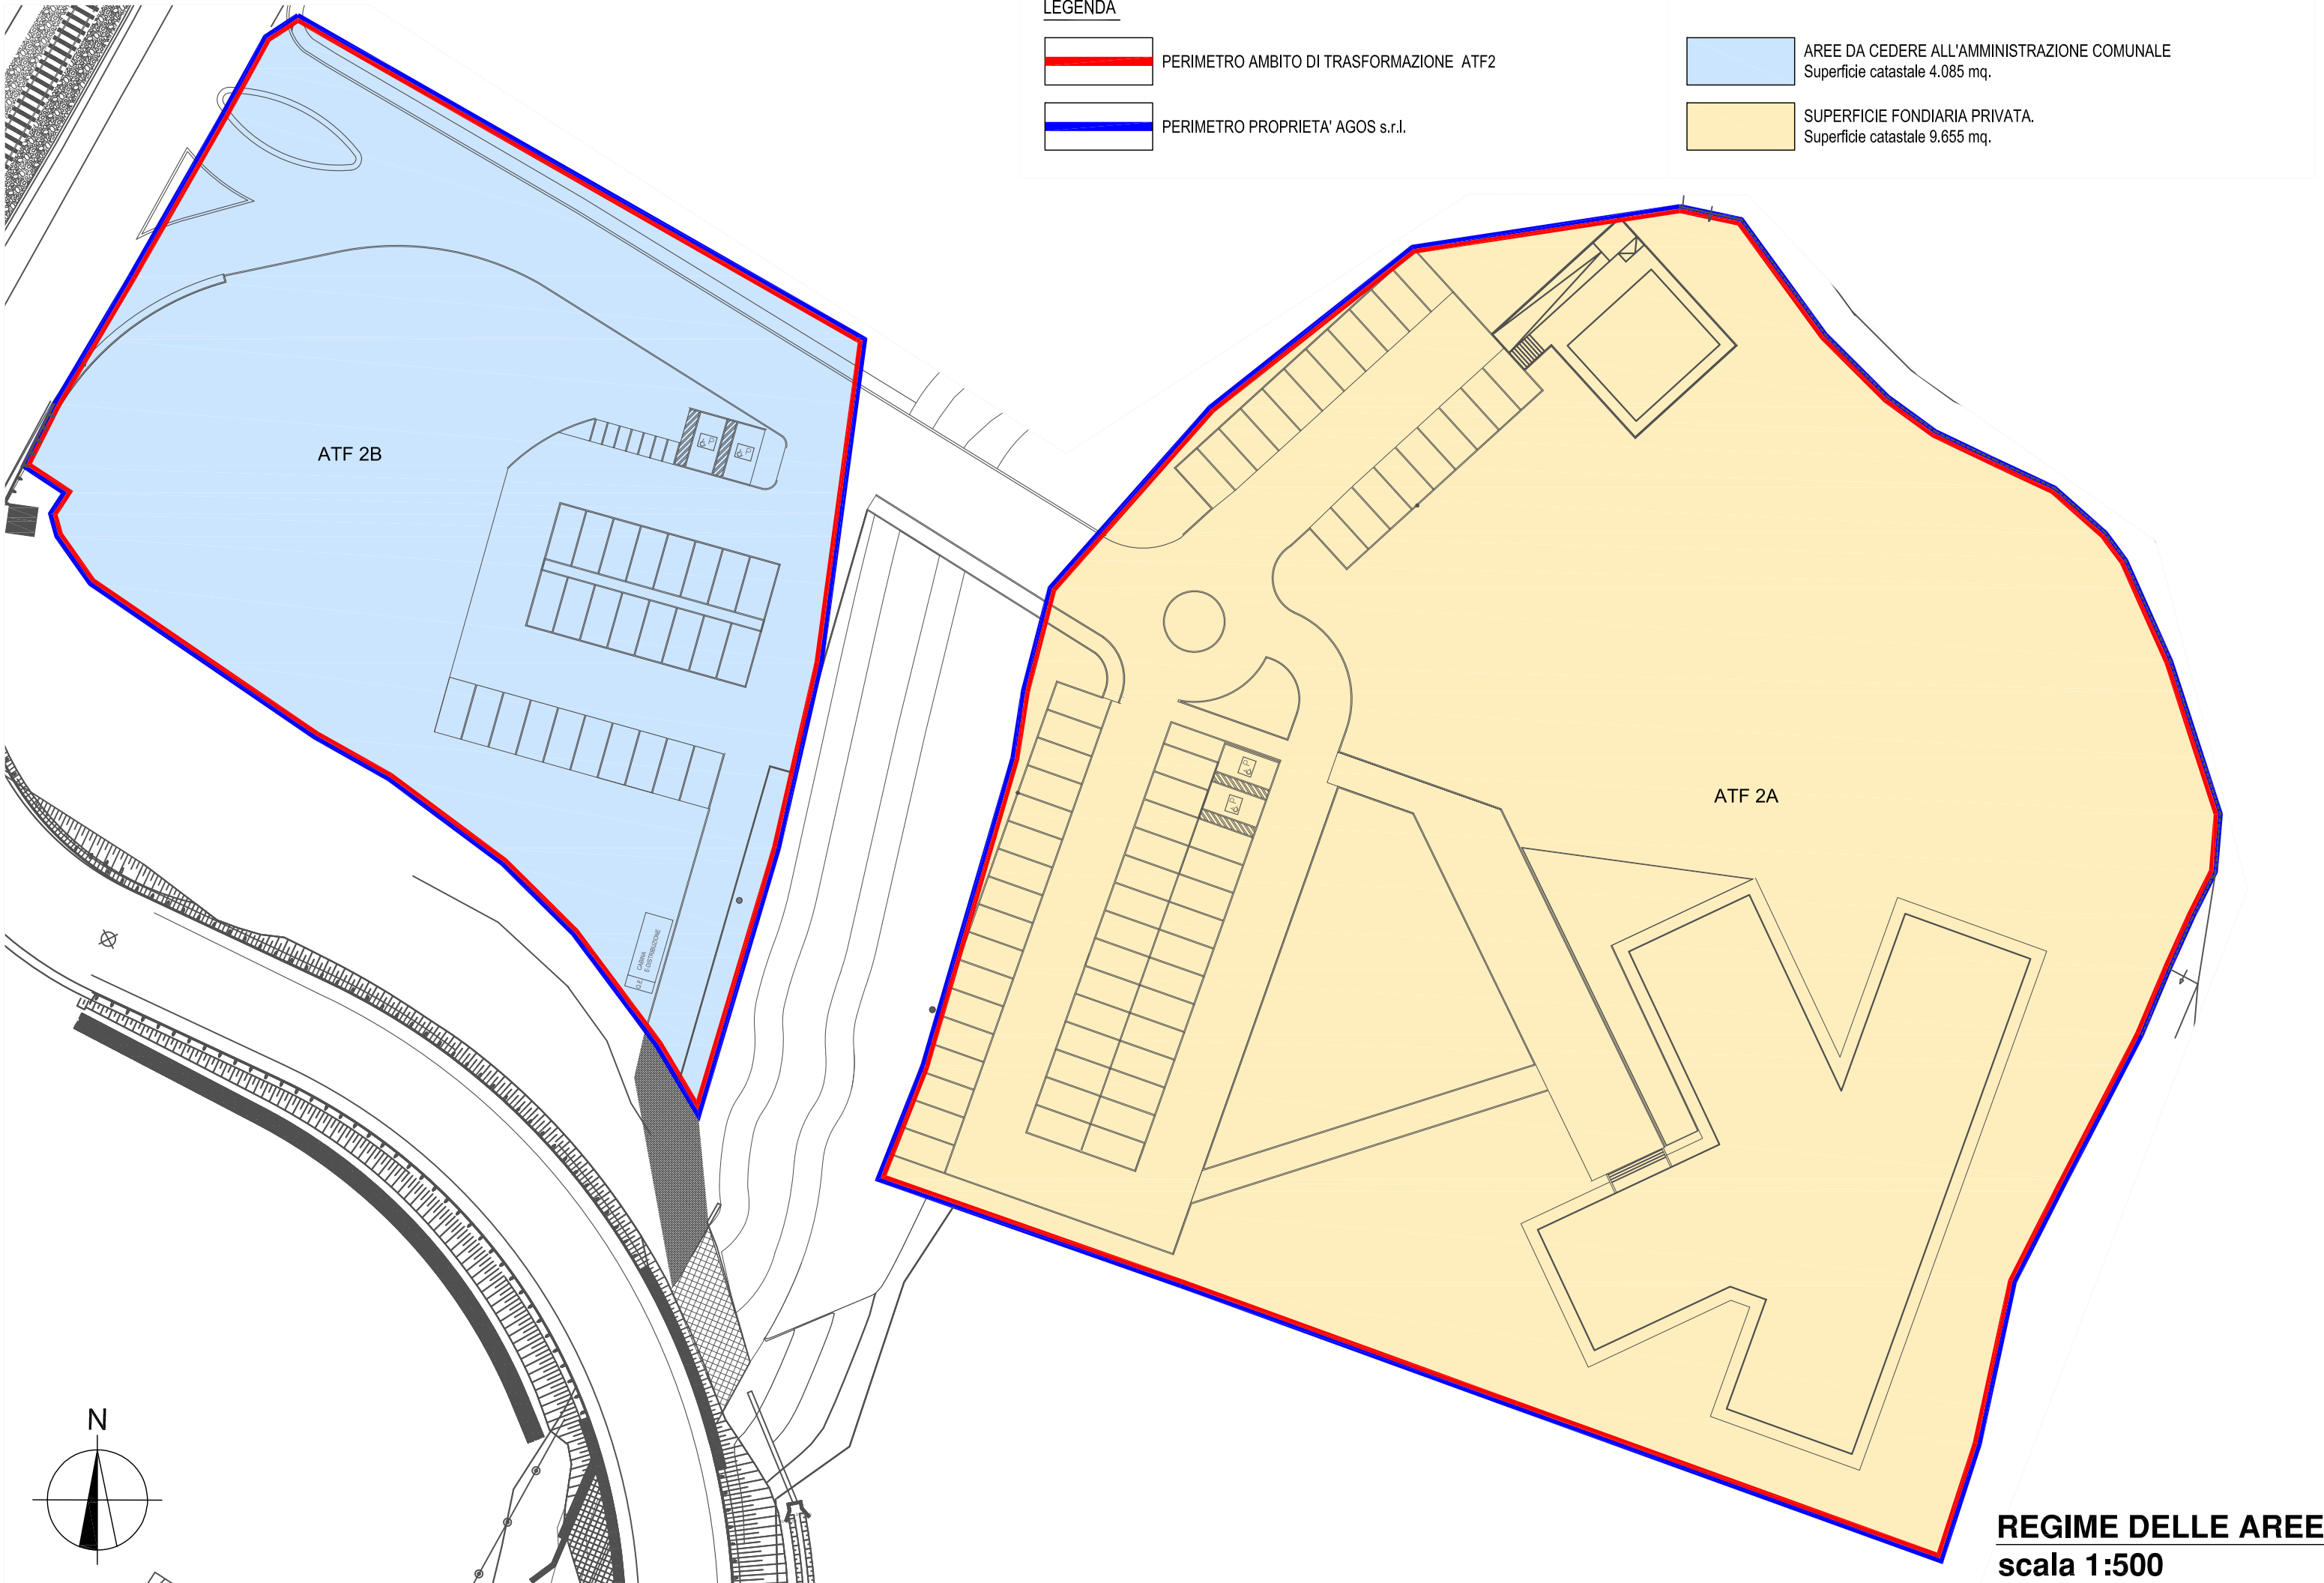 LEGENDA
PERIMETRO AMBITO DI TRASFORMAZIONE ATF2
PERIMETRO PROPRIETA' AGOS s.r.l.
AREE DA CEDERE ALL'AMMINISTRAZIONE COMUNALE
Superficie catastale 4.085 mq.
SUPERFICIE FONDIARIA PRIVATA.
Superficie catastale 9.655 mq.
ATF 2B
P
P
ATF 2A
P
P
CABINA
E-DISTRIBUZIONE
Q.E.
N
REGIME DELLE AREE
scala 1:500